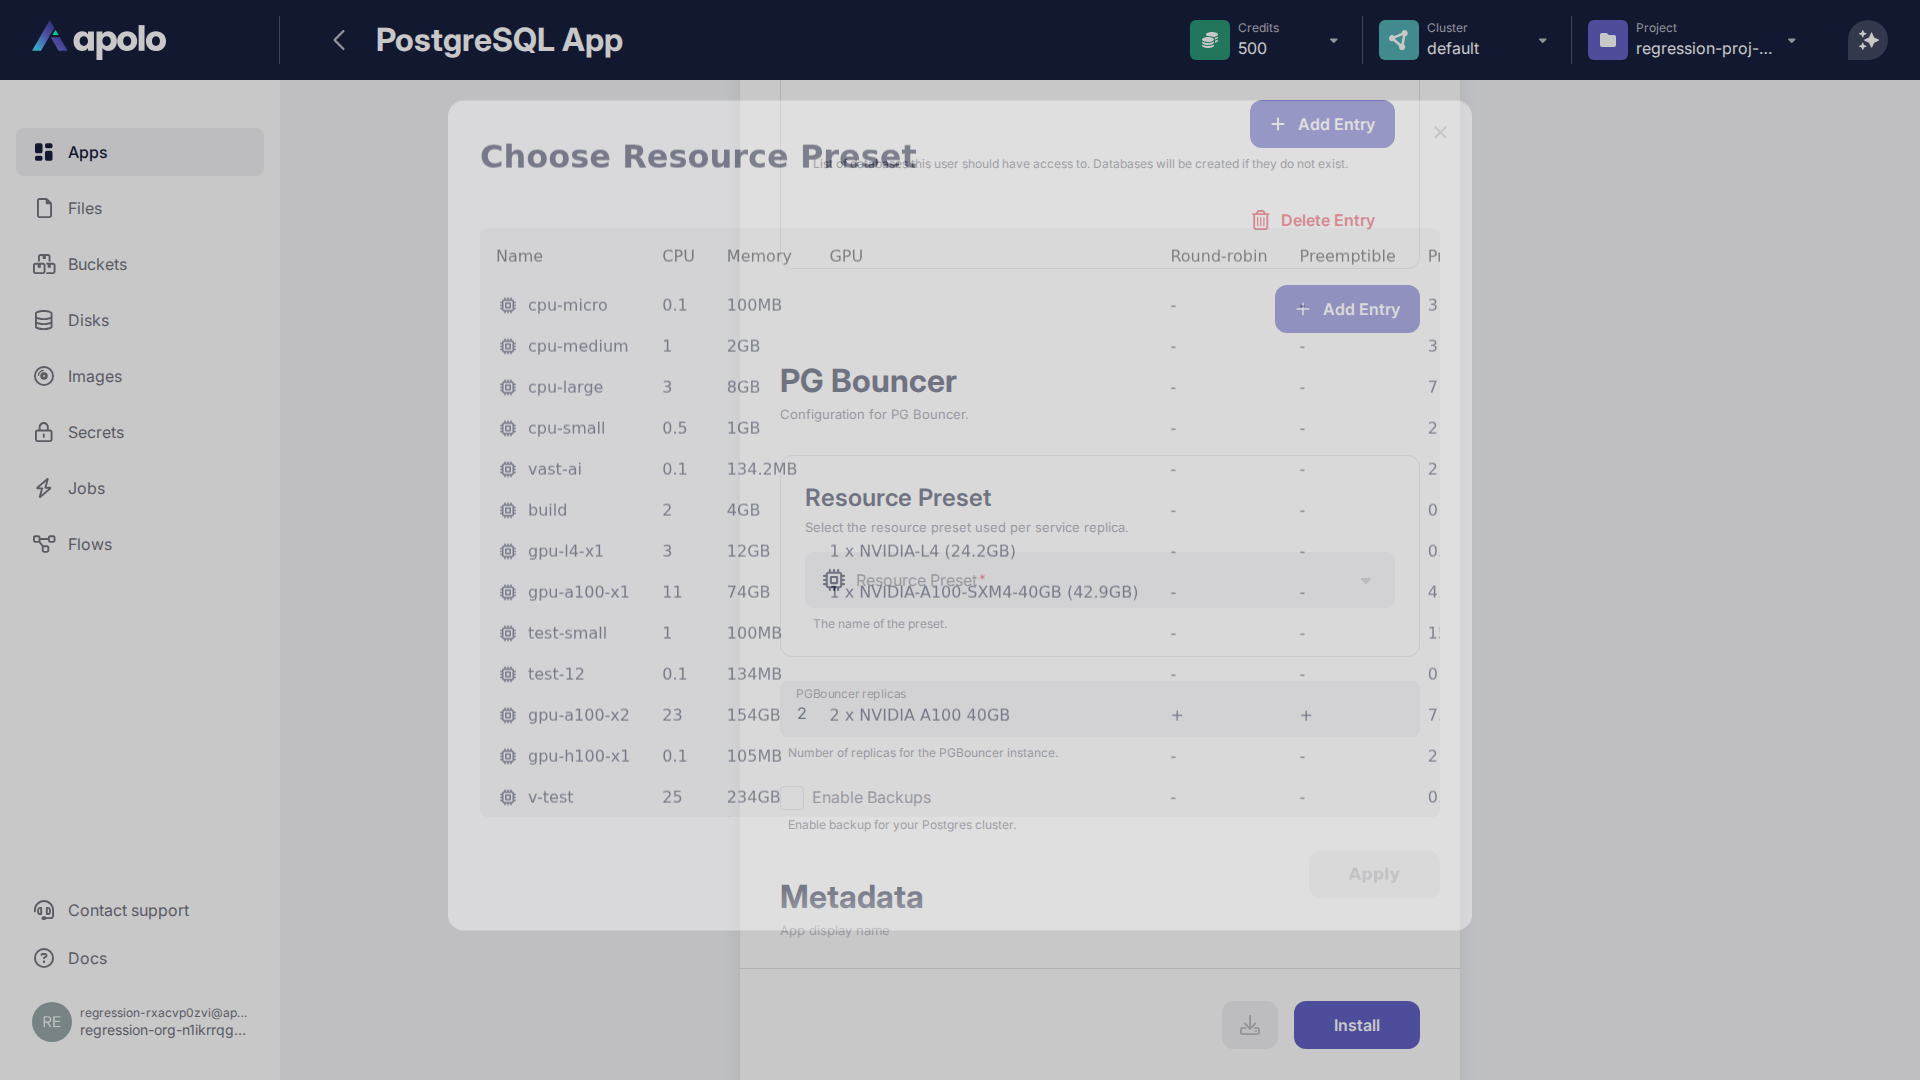 apolo
PostgreSQL App
Credits
500
Cluster
default
Project
regression-proj-...
Apps
Files
Buckets
Disks
Images
Secrets
Jobs
Flows
Contact support
Docs
RE
regression-rxacvp0zvi@ap...
regression-org-n1ikrrqg...
Choose Resource Preset
Name CPU Memory GPU Round-robin Preemptible
cpu-micro 0.1 100MB - 3
cpu-medium 1 2GB - - 3
cpu-large 3 8GB - - 7
cpu-small 0.5 1GB - - 2
vast-ai 0.1 134.2MB - - 2
build 2 4GB - - 0
gpu-l4-x1 3 12GB 1 x NVIDIA-L4 (24.2GB) - - 0.
gpu-a100-x1 11 74GB 1 x NVIDIA-A100-SXM4-40GB (42.9GB) - - 4.
test-small 1 100MB - - 1
test-12 0.1 134MB - - 0
gpu-a100-x2 23 154GB 2 x NVIDIA A100 40GB + + 7.
gpu-h100-x1 0.1 105MB - - 2
v-test 25 234GB - - 0.
Apply
+ Add Entry
List of databases this user should have access to. Databases will be created if they do not exist.
Delete Entry
+ Add Entry
PG Bouncer
Configuration for PG Bouncer.
Resource Preset
Select the resource preset used per service replica.
Resource Preset*
The name of the preset.
PGBouncer replicas
2
Number of replicas for the PGBouncer instance.
Enable Backups
Enable backup for your Postgres cluster.
Metadata
App display name
Install